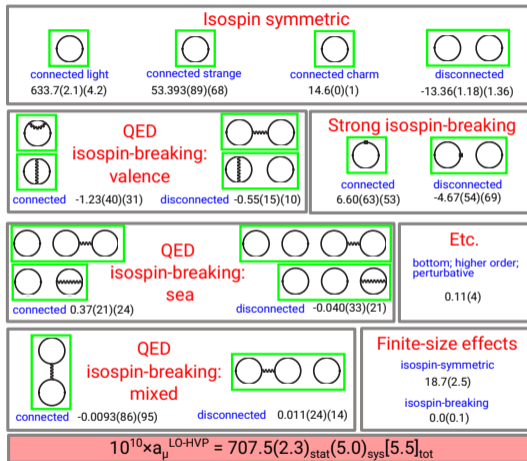 Isospin symmetric
connected light
633.7(2.1)(4.2)
connected strange
53.393(89)(68)
connected charm
14.6(0)(1)
disconnected
-13.36(1.18)(1.36)
QED
isospin-breaking:
valence
connected -1.23(40)(31)
disconnected -0.55(15)(10)
Strong isospin-breaking
connected
6.60(63)(53)
disconnected
-4.67(54)(69)
QED
isospin-breaking:
sea
connected 0.37(21)(24)
disconnected -0.040(33)(21)
Etc.
bottom; higher order;
perturbative
0.11(4)
QED
isospin-breaking:
mixed
connected -0.0093(86)(95)
disconnected 0.011(24)(14)
Finite-size effects
isospin-symmetric
18.7(2.5)
isospin-breaking
0.0(0.1)
10¹⁰×aμ^LO-HVP = 707.5(2.3)stat(5.0)sys[5.5]tot